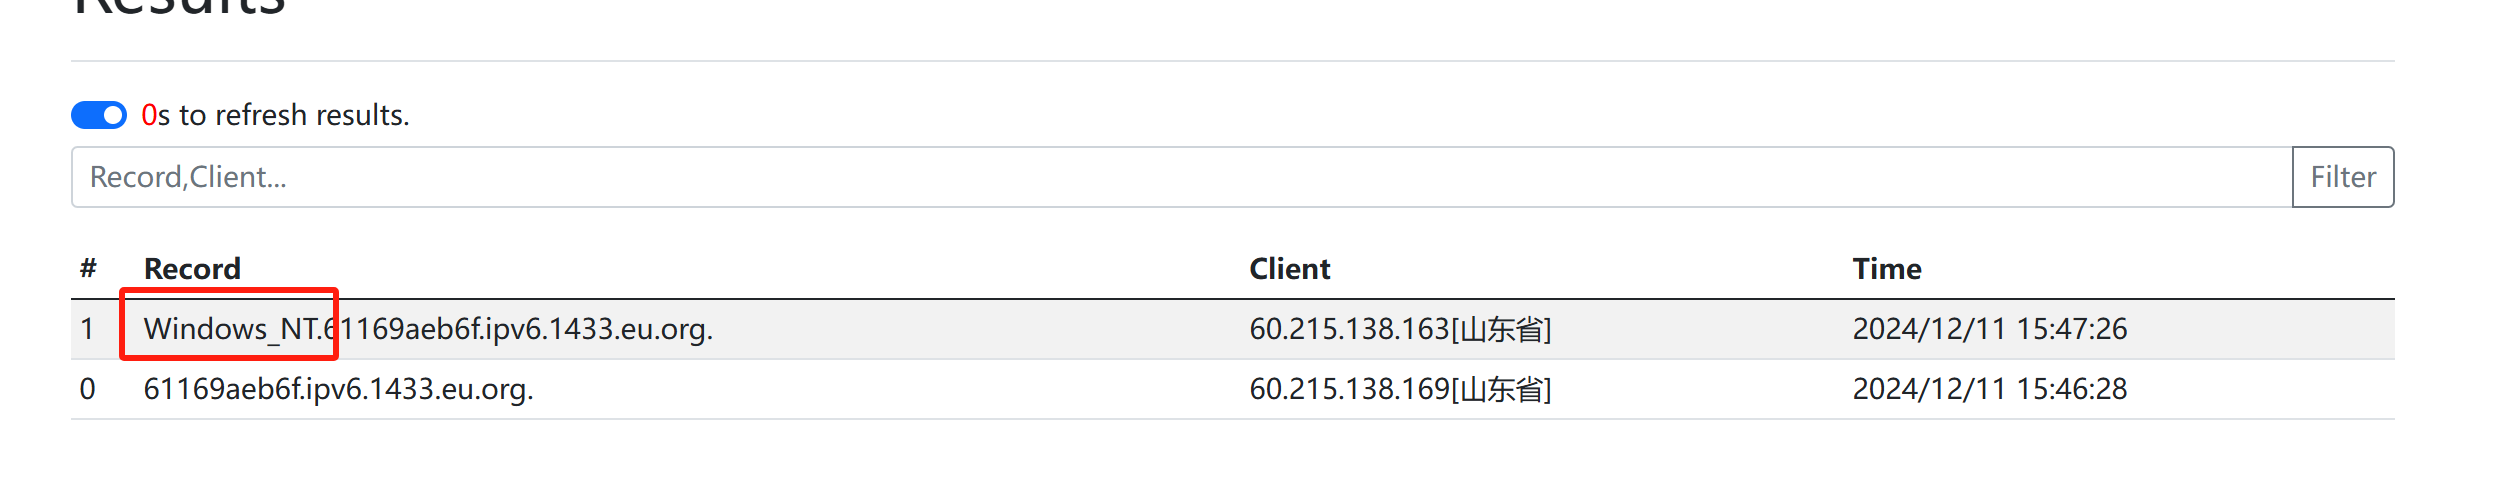 Results
0s to refresh results.
Record,Client...
Filter
# Record Client Time
1 Windows_NT.61169aeb6f.ipv6.1433.eu.org. 60.215.138.163[山东省] 2024/12/11 15:47:26
0 61169aeb6f.ipv6.1433.eu.org. 60.215.138.169[山东省] 2024/12/11 15:46:28